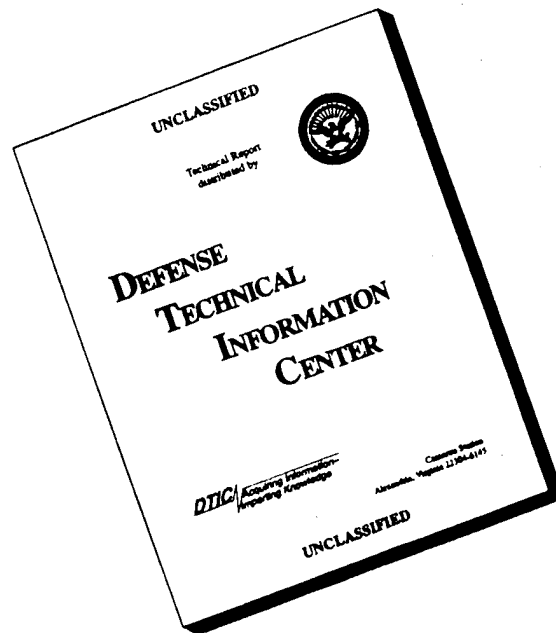 UNCLASSIFIED
Technical Report
distributed by
DEFENSE
TECHNICAL
INFORMATION
CENTER
DTIC Acquiring Information-
Imparting Knowledge
Cameron Station
Alexandria, Virginia 22304-6145
UNCLASSIFIED